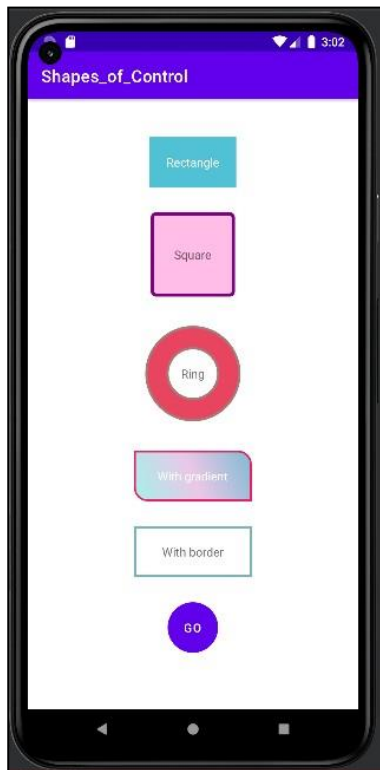 3:02
Shapes_of_Control
Rectangle
Square
Ring
With gradient
With border
GO